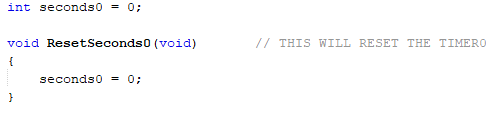 int seconds0 = 0;
void ResetSeconds0(void) // THIS WILL RESET THE TIMER0
{
seconds0 = 0;
}